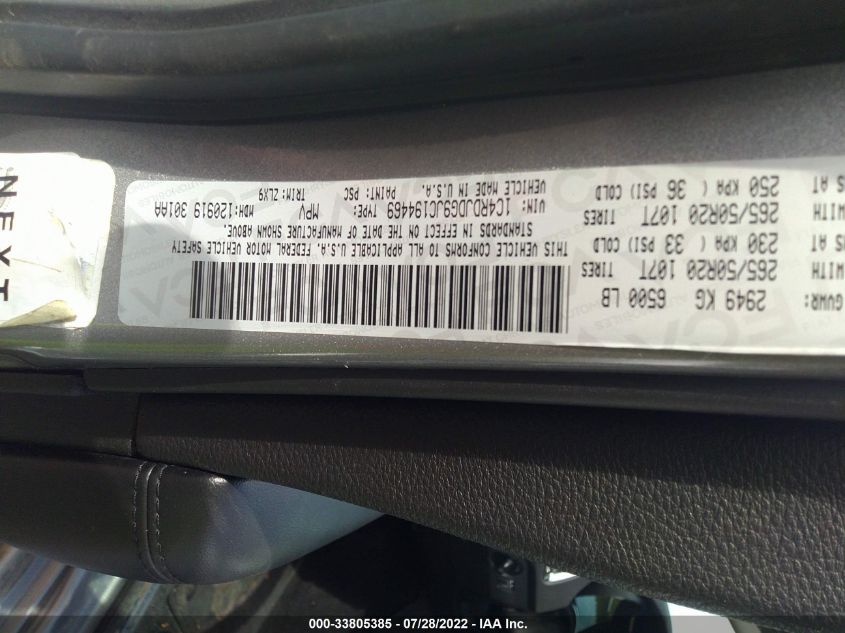 GVWR: 2949 KG 6500 LB
WITH 265/50R20 107T TIRES
S AT 230 KPA ( 33 PSI) COLD
WITH 265/50R20 107T TIRES
S AT 250 KPA ( 36 PSI) COLD
THIS VEHICLE CONFORMS TO ALL APPLICABLE U.S.A. FEDERAL MOTOR VEHICLE SAFETY
STANDARDS IN EFFECT ON THE DATE OF MANUFACTURE SHOWN ABOVE.
VIN: 1C4RDJDG9JC194469 TYPE: MPV MDH:120919 301AA
VEHICLE MADE IN U.S.A. PAINT: PSC TRIM:ZLX9
NEXT
000-33805385 - 07/28/2022 - IAA Inc.